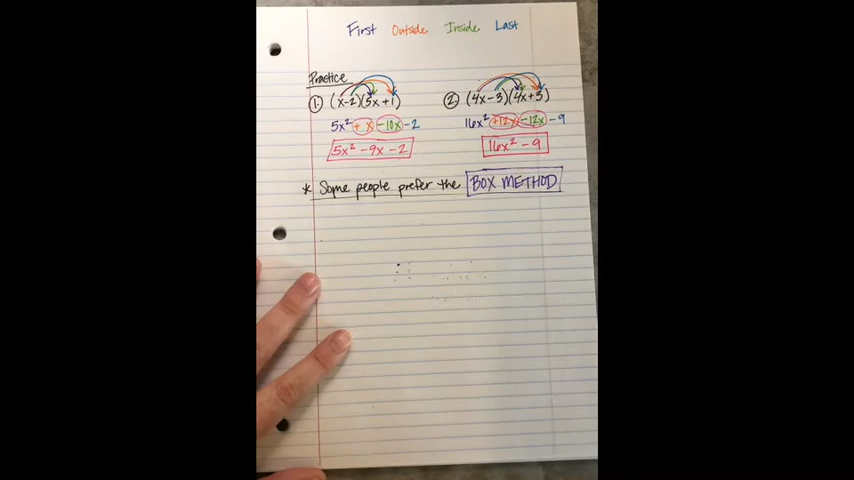 First Outside Inside Last
Practice
1. (x-2)(5x+1)
5x² + x -10x -2
5x² -9x -2
2 (4x-3)(4x+3)
16x² +12x -12x -9
16x² - 9
* Some people prefer the BOX METHOD